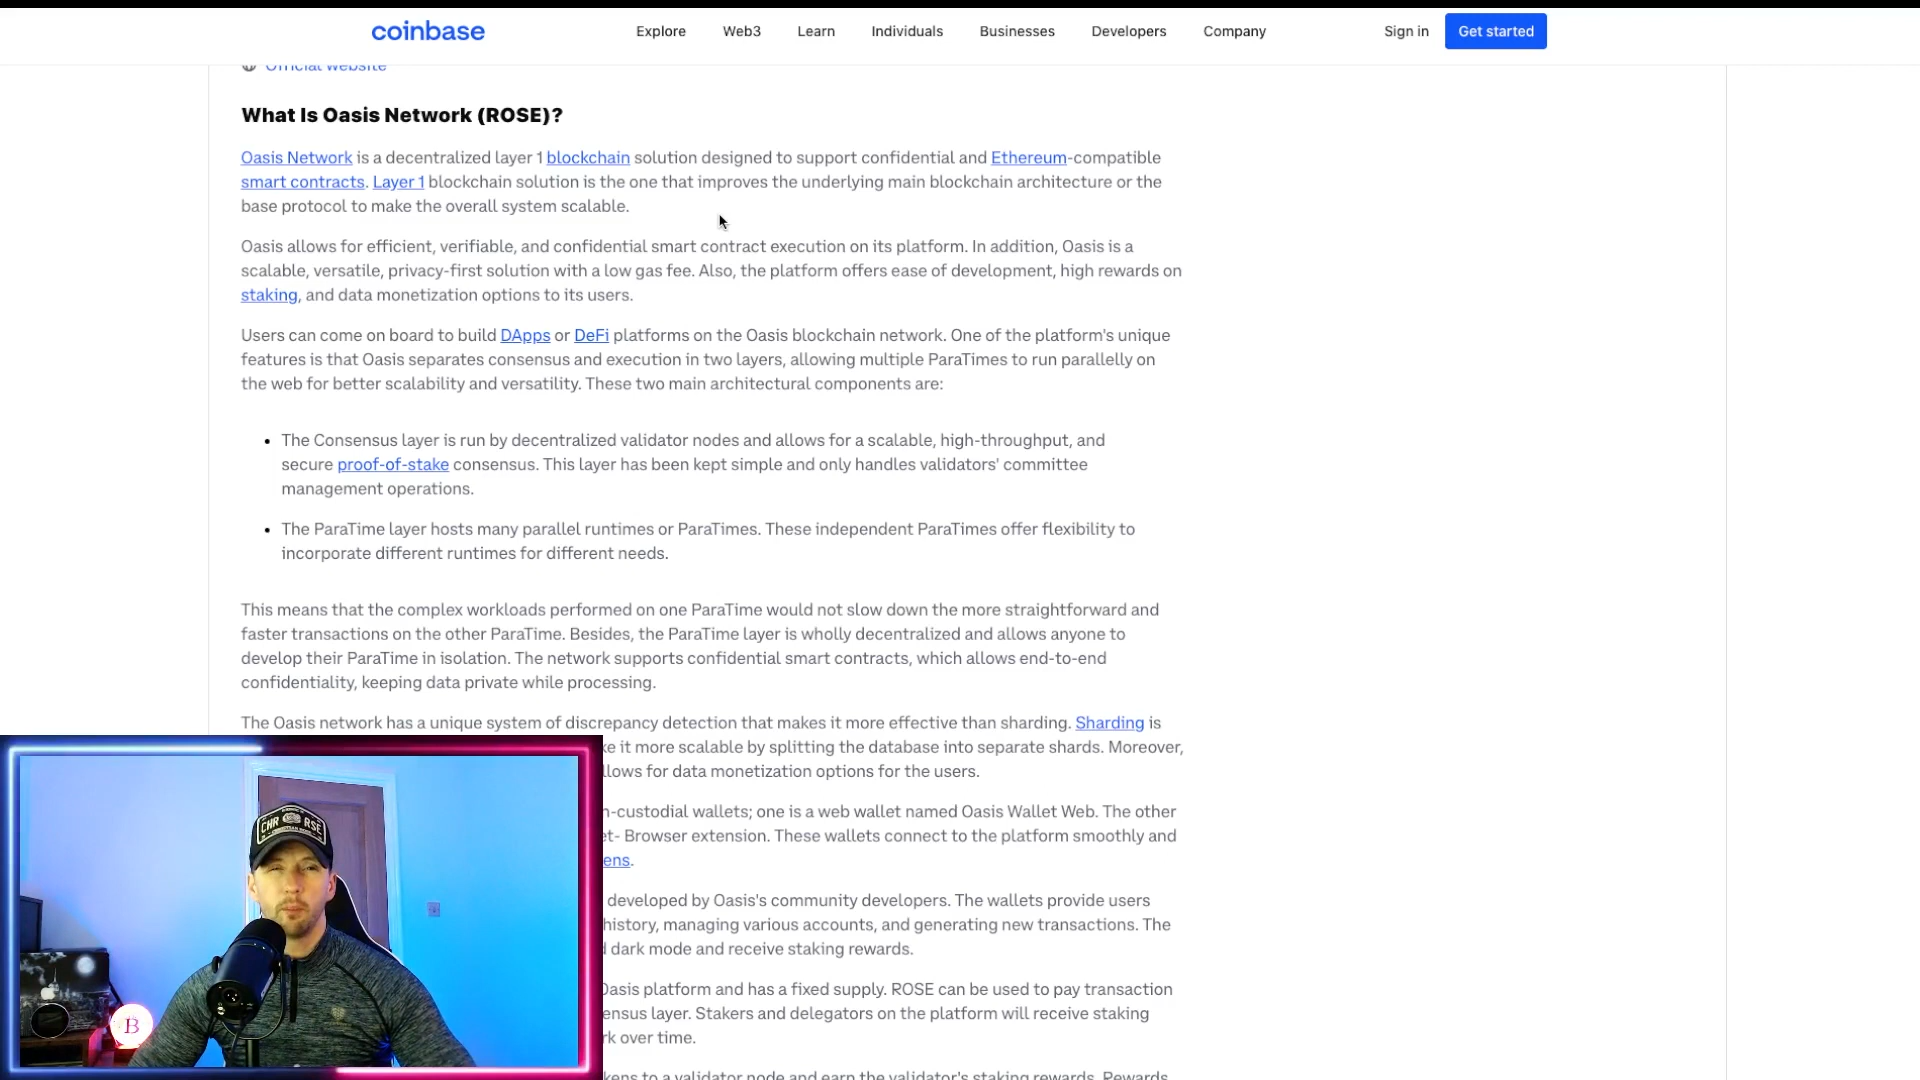 coinbase Explore Web3 Learn Individuals Businesses Developers Company Sign in Get started
Official website
What Is Oasis Network (ROSE)?
Oasis Network is a decentralized layer 1 blockchain solution designed to support confidential and Ethereum-compatible
smart contracts. Layer 1 blockchain solution is the one that improves the underlying main blockchain architecture or the
base protocol to make the overall system scalable.
Oasis allows for efficient, verifiable, and confidential smart contract execution on its platform. In addition, Oasis is a
scalable, versatile, privacy-first solution with a low gas fee. Also, the platform offers ease of development, high rewards on
staking, and data monetization options to its users.
Users can come on board to build DApps or DeFi platforms on the Oasis blockchain network. One of the platform's unique
features is that Oasis separates consensus and execution in two layers, allowing multiple ParaTimes to run parallelly on
the web for better scalability and versatility. These two main architectural components are:
• The Consensus layer is run by decentralized validator nodes and allows for a scalable, high-throughput, and
secure proof-of-stake consensus. This layer has been kept simple and only handles validators' committee
management operations.
• The ParaTime layer hosts many parallel runtimes or ParaTimes. These independent ParaTimes offer flexibility to
incorporate different runtimes for different needs.
This means that the complex workloads performed on one ParaTime would not slow down the more straightforward and
faster transactions on the other ParaTime. Besides, the ParaTime layer is wholly decentralized and allows anyone to
develop their ParaTime in isolation. The network supports confidential smart contracts, which allows end-to-end
confidentiality, keeping data private while processing.
The Oasis network has a unique system of discrepancy detection that makes it more effective than sharding. Sharding is
ke it more scalable by splitting the database into separate shards. Moreover,
llows for data monetization options for the users.
n-custodial wallets; one is a web wallet named Oasis Wallet Web. The other
et- Browser extension. These wallets connect to the platform smoothly and
ens.
developed by Oasis's community developers. The wallets provide users
history, managing various accounts, and generating new transactions. The
d dark mode and receive staking rewards.
Oasis platform and has a fixed supply. ROSE can be used to pay transaction
ensus layer. Stakers and delegators on the platform will receive staking
rk over time.
kens to a validator node and earn the validator's staking rewards. Rewards
CHR RSE
B